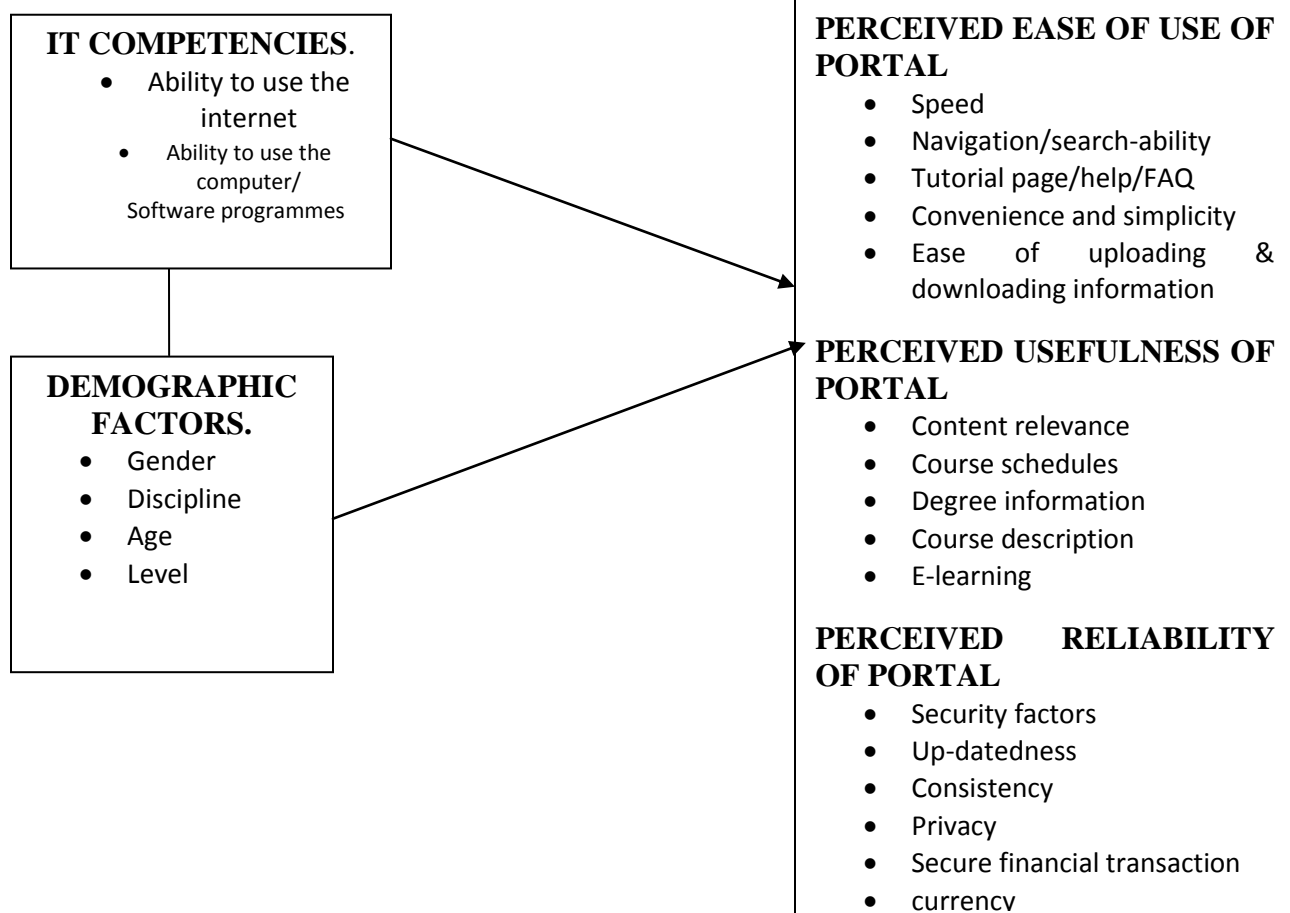 IT COMPETENCIES.
• Ability to use the
internet
• Ability to use the
computer/
Software programmes
DEMOGRAPHIC
FACTORS.
• Gender
• Discipline
• Age
• Level
PERCEIVED EASE OF USE OF
PORTAL
• Speed
• Navigation/search-ability
• Tutorial page/help/FAQ
• Convenience and simplicity
• Ease of uploading &
downloading information
PERCEIVED USEFULNESS OF
PORTAL
• Content relevance
• Course schedules
• Degree information
• Course description
• E-learning
PERCEIVED RELIABILITY
OF PORTAL
• Security factors
• Up-datedness
• Consistency
• Privacy
• Secure financial transaction
• currency